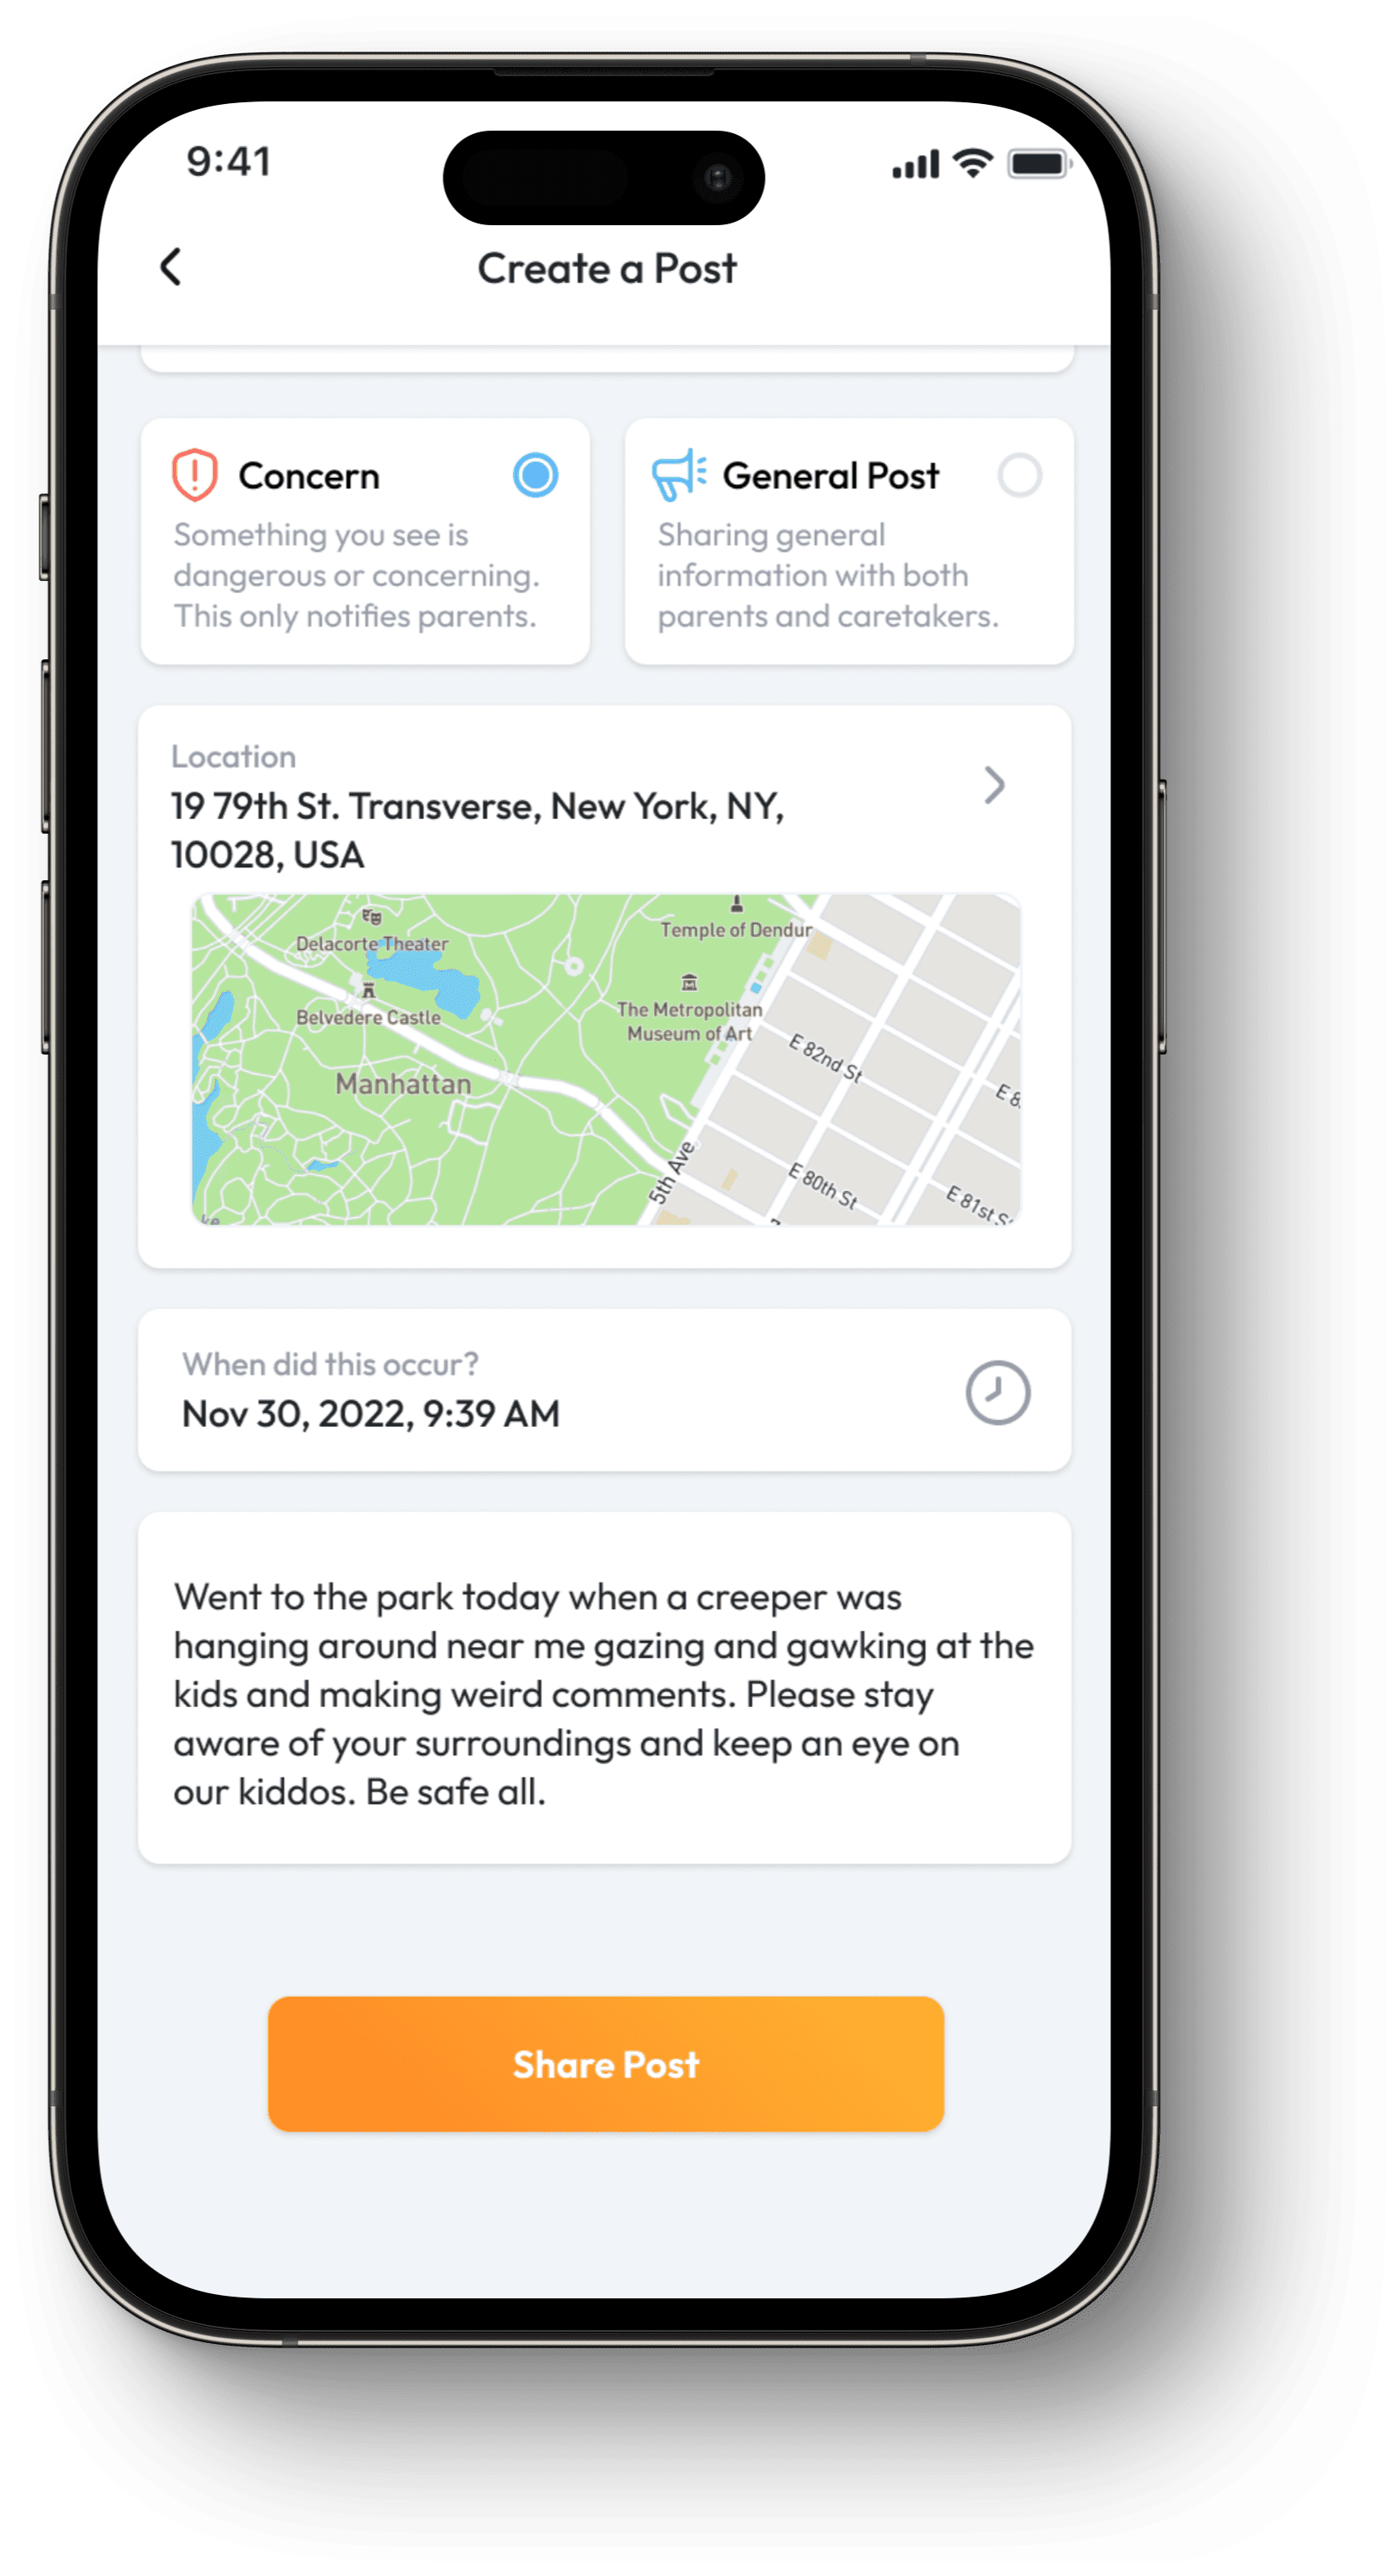 9:41
Create a Post
Concern
Something you see is
dangerous or concerning.
This only notifies parents.
General Post
Sharing general
information with both
parents and caretakers.
Location
19 79th St. Transverse, New York, NY,
10028, USA
Delacorte Theater
Temple of Dendur
Belvedere Castle
The Metropolitan
Museum of Art
Manhattan
E 82nd St
E 8
5th Ave
E 80th St
E 81st S
When did this occur?
Nov 30, 2022, 9:39 AM
Went to the park today when a creeper was
hanging around near me gazing and gawking at the
kids and making weird comments. Please stay
aware of your surroundings and keep an eye on
our kiddos. Be safe all.
Share Post